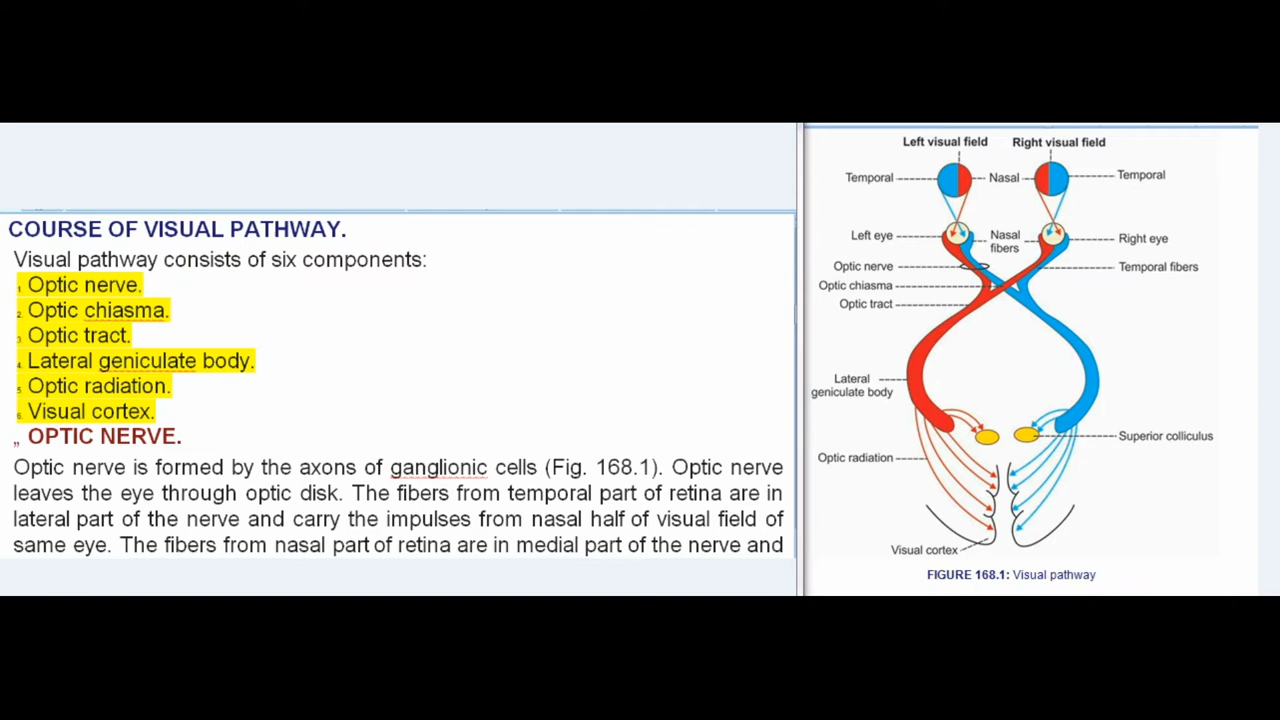 COURSE OF VISUAL PATHWAY.
Visual pathway consists of six components:
1. Optic nerve.
2. Optic chiasma.
3. Optic tract.
4. Lateral geniculate body.
5. Optic radiation.
6. Visual cortex.
„ OPTIC NERVE.
Optic nerve is formed by the axons of ganglionic cells (Fig. 168.1). Optic nerve
leaves the eye through optic disk. The fibers from temporal part of retina are in
lateral part of the nerve and carry the impulses from nasal half of visual field of
same eye. The fibers from nasal part of retina are in medial part of the nerve and
Left visual field
Right visual field
Temporal
Nasal
Temporal
Left eye
Nasal
fibers
Right eye
Optic nerve
Temporal fibers
Optic chiasma
Optic tract
Lateral
geniculate body
Superior colliculus
Optic radiation
Visual cortex
FIGURE 168.1: Visual pathway